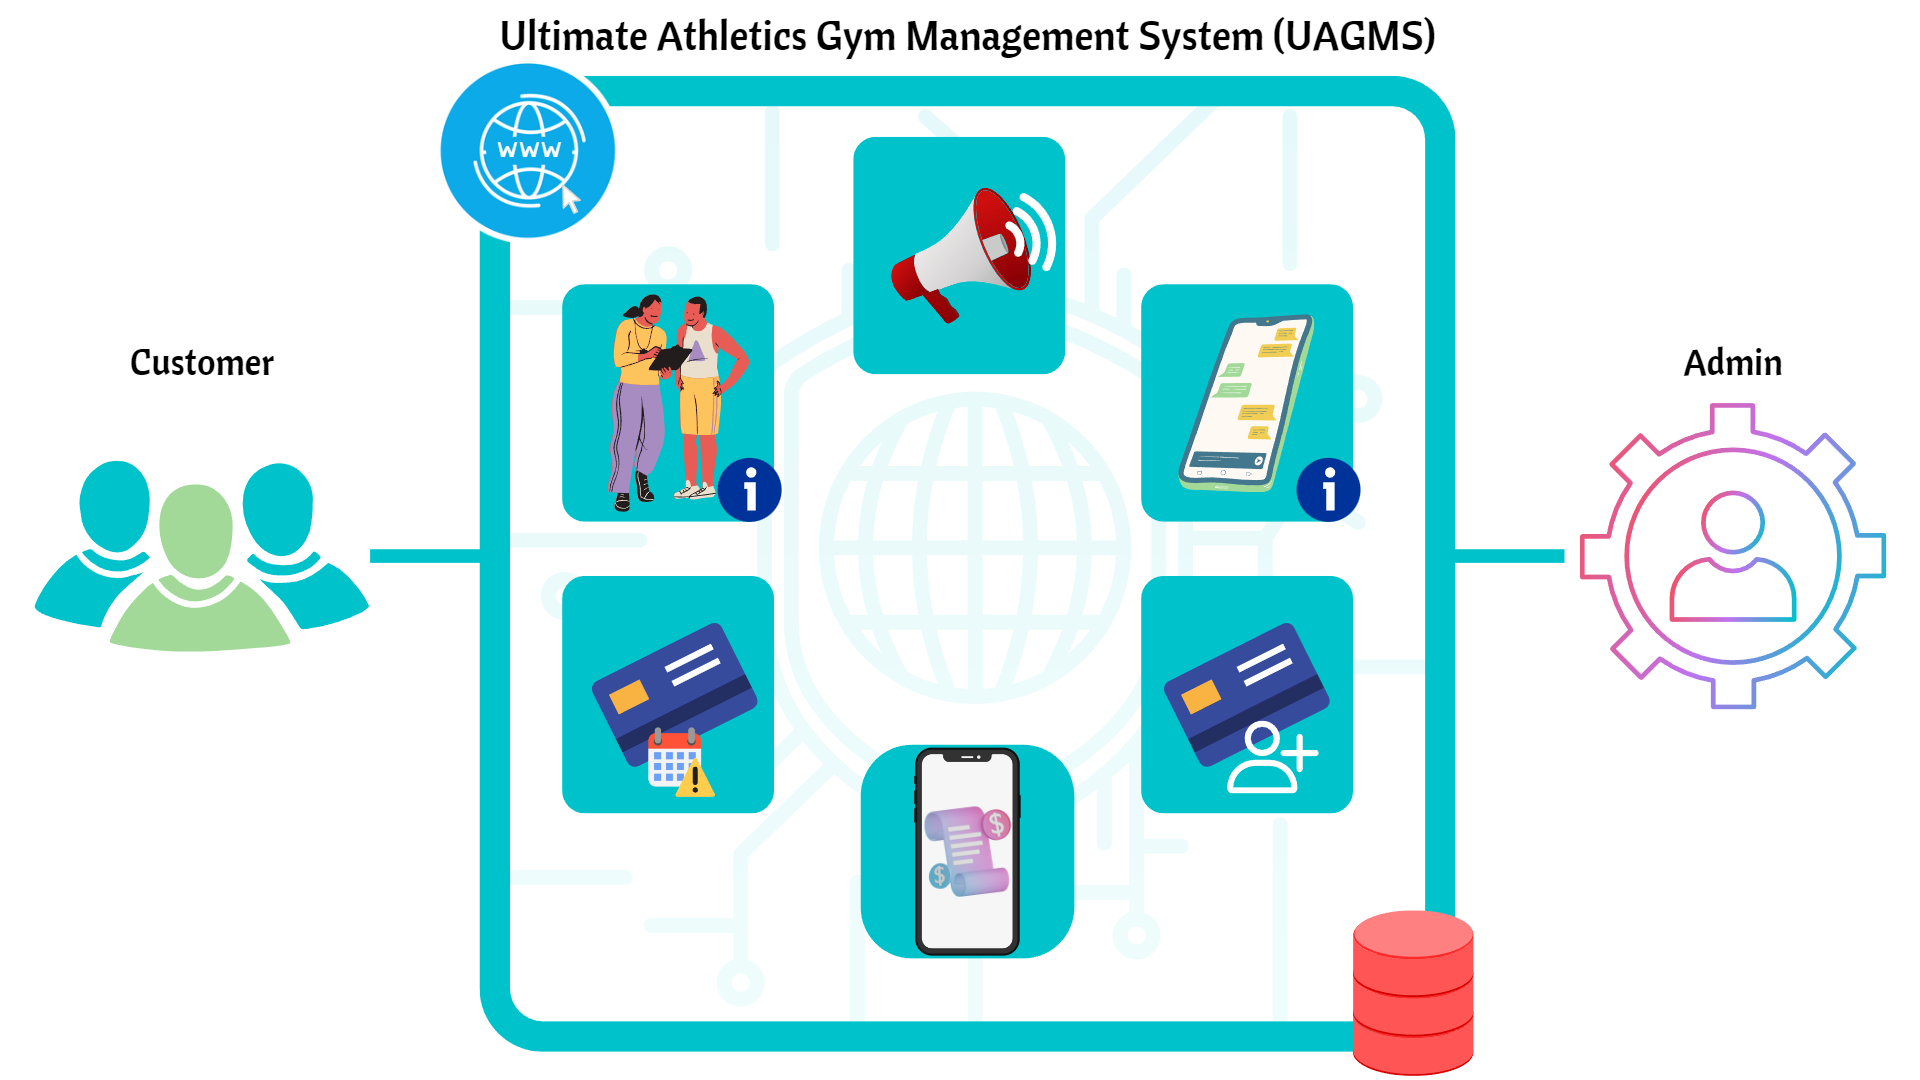 Ultimate Athletics Gym Management System (UAGMS)
www
Customer
Admin
i
i
$
$
!